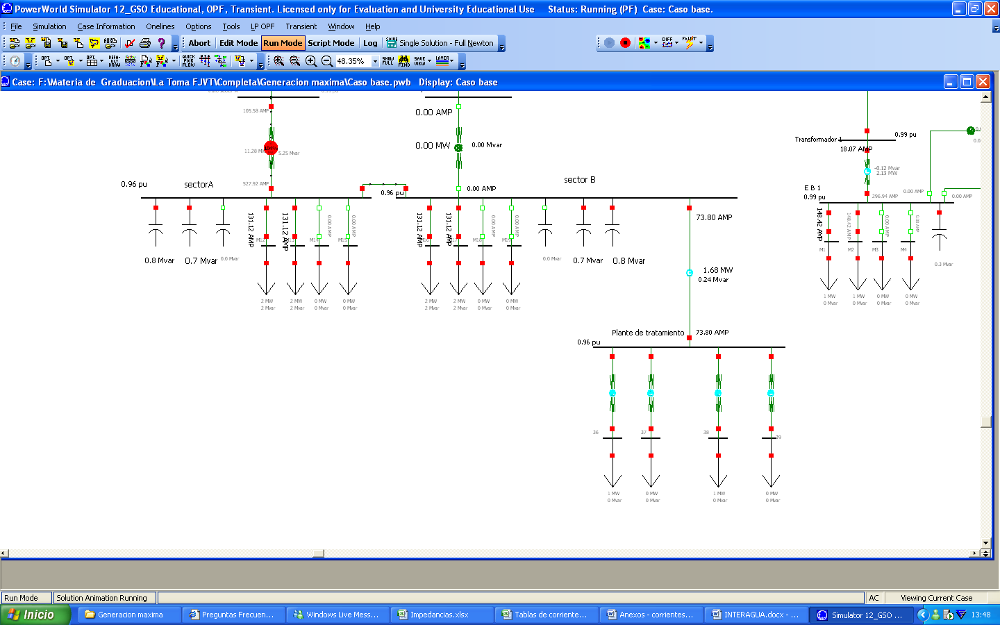 PowerWorld Simulator 12_GSO Educational, OPF, Transient. Licensed only for Evaluation and University Educational Use Status: Running (PF) Case: Caso base.
File Simulation Case Information Onelines Options Tools LP OPF Transient Window Help
Abort Edit Mode Run Mode Script Mode Log Single Solution - Full Newton
48.35%
Case: F:\Materia de Graduacion\La Toma FJVT\Completa\Generacion maxima\Caso base.pwb Display: Caso base
105.58 AMP
0.00 AMP
0.99 pu
Transformador 1
18.07 AMP
0.00 MW
0.00 Mvar
11.28 MW
5.25 Mvar
-0.12 Mvar
2.13 MW
527.92 AMP
0.96 pu
sectorA
0.96 pu
0.00 AMP
sector B
E B 1
0.99 pu
296.94 AMP
0.00 AMP
0.00 AMP
131.12 AMP
131.12 AMP
0.00 AMP
0.00 AMP
131.12 AMP
131.12 AMP
0.00 AMP
0.00 AMP
73.80 AMP
148.42 AMP
148.42 AMP
0.00 AMP
0.00 AMP
M14
M15
M18
M19
M1
M2
M3
M4
0.8 Mvar
0.7 Mvar
0.0 Mvar
0.0 Mvar
0.7 Mvar
0.8 Mvar
0.3 Mvar
1.68 MW
0.24 Mvar
2 MW
2 Mvar
2 MW
2 Mvar
0 MW
0 Mvar
0 MW
0 Mvar
2 MW
2 Mvar
2 MW
2 Mvar
0 MW
0 Mvar
0 MW
0 Mvar
1 MW
0 Mvar
1 MW
0 Mvar
0 MW
0 Mvar
0 MW
0 Mvar
Plante de tratamiento
73.80 AMP
0.96 pu
36
37
38
39
1 MW
0 Mvar
0 MW
0 Mvar
1 MW
0 Mvar
0 MW
0 Mvar
Run Mode Solution Animation Running AC Viewing Current Case
Inicio Generacion maxima Preguntas Frecuen... Windows Live Mess... Impedancias.xlsx Tablas de corriente... Anexos - corrientes... INTERAGUA.docx - ... Simulator 12_GSO ... 13:48